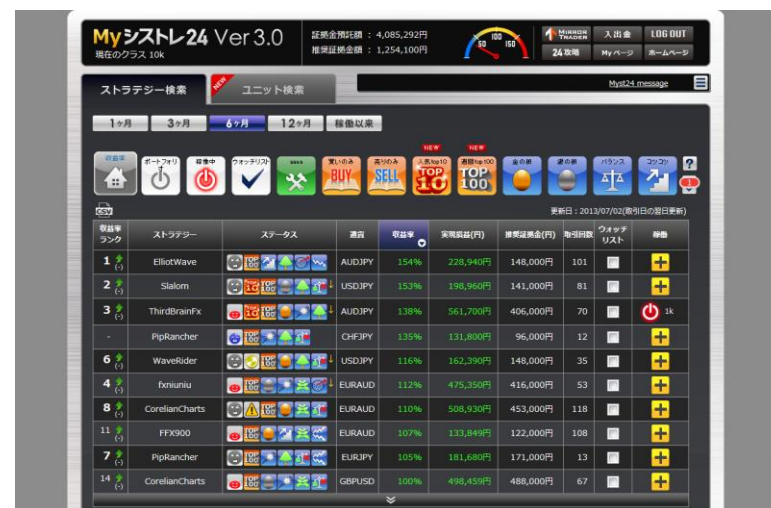 Myシストレ24 Ver3.0
現在のクラス 10k
証拠金預託額 : 4,085,292円
推奨証拠金額 : 1,254,100円
50 100 150
MIRROR TRADER
入出金
LOG OUT
24攻略
My ページ
ホームページ
ストラテジー検索
NEW
ユニット検索
Myst24 message
1ヶ月
3ヶ月
6ヶ月
12ヶ月
稼働以来
NEW
NEW
収益率
ポートフォリ
稼働中
ウォッチリスト
買いのみ
BUY
売りのみ
SELL
人気top10
TOP 10
週間top100
TOP 100
金の卵
銀の卵
バランス
コツコツ
?
CSV
更新日 : 2013/07/02(取引日の翌日更新)
収益率ランク
ストラテジー
ステータス
通貨
収益率
実現損益(円)
推奨証拠金(円)
取引回数
ウォッチリスト
稼働
1 (-) ElliotWave AUDJPY 154% 228,940円 148,000円 101
2 (-) Slalom USDJPY 153% 198,960円 141,000円 81
3 (-) ThirdBrainFx AUDJPY 138% 561,700円 406,000円 70 1k
- PipRancher CHFJPY 135% 131,800円 96,000円 12
6 (-) WaveRider USDJPY 116% 162,390円 148,000円 35
4 (-) fxniuniu EURAUD 112% 475,350円 416,000円 53
8 (-) CorelianCharts EURAUD 110% 508,930円 453,000円 118
11 (-) FFX900 EURAUD 107% 133,849円 122,000円 108
7 (-) PipRancher EURJPY 105% 181,680円 171,000円 13
14 (-) CorelianCharts GBPUSD 100% 498,459円 488,000円 67